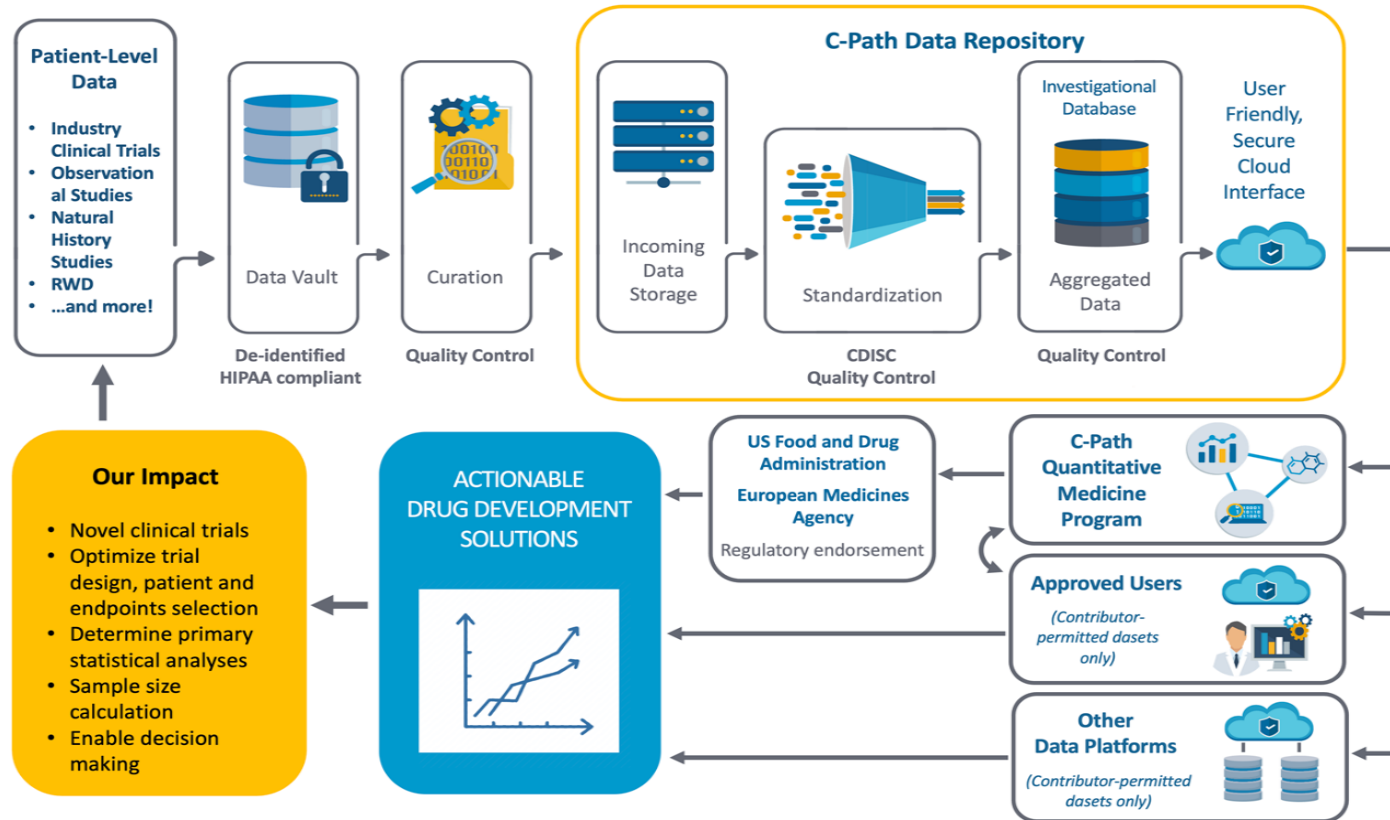 Patient-Level
Data
• Industry
Clinical Trials
• Observation
al Studies
• Natural
History
Studies
• RWD
• ...and more!
Data Vault
De-identified
HIPAA compliant
100100
00110
01001
Curation
Quality Control
C-Path Data Repository
Incoming
Data
Storage
Standardization
CDISC
Quality Control
Investigational
Database
Aggregated
Data
Quality Control
User
Friendly,
Secure
Cloud
Interface
C-Path
Quantitative
Medicine
Program
US Food and Drug
Administration
European Medicines
Agency
Regulatory endorsement
Approved Users
(Contributor-
permitted dasets
only)
Other
Data Platforms
(Contributor-permitted
dasets only)
ACTIONABLE
DRUG DEVELOPMENT
SOLUTIONS
Our Impact
• Novel clinical trials
• Optimize trial
design, patient and
endpoints selection
• Determine primary
statistical analyses
• Sample size
calculation
• Enable decision
making